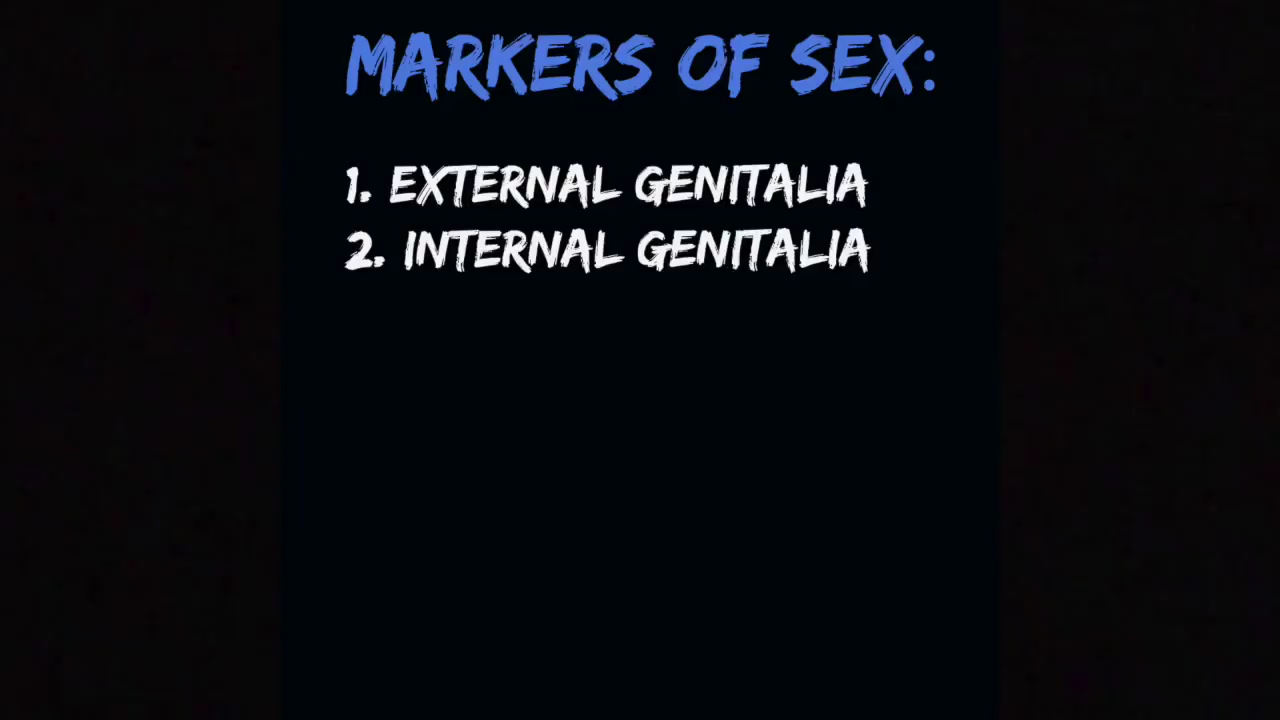 MARKERS OF SEX:
1. EXTERNAL GENITALIA
2. INTERNAL GENITALIA